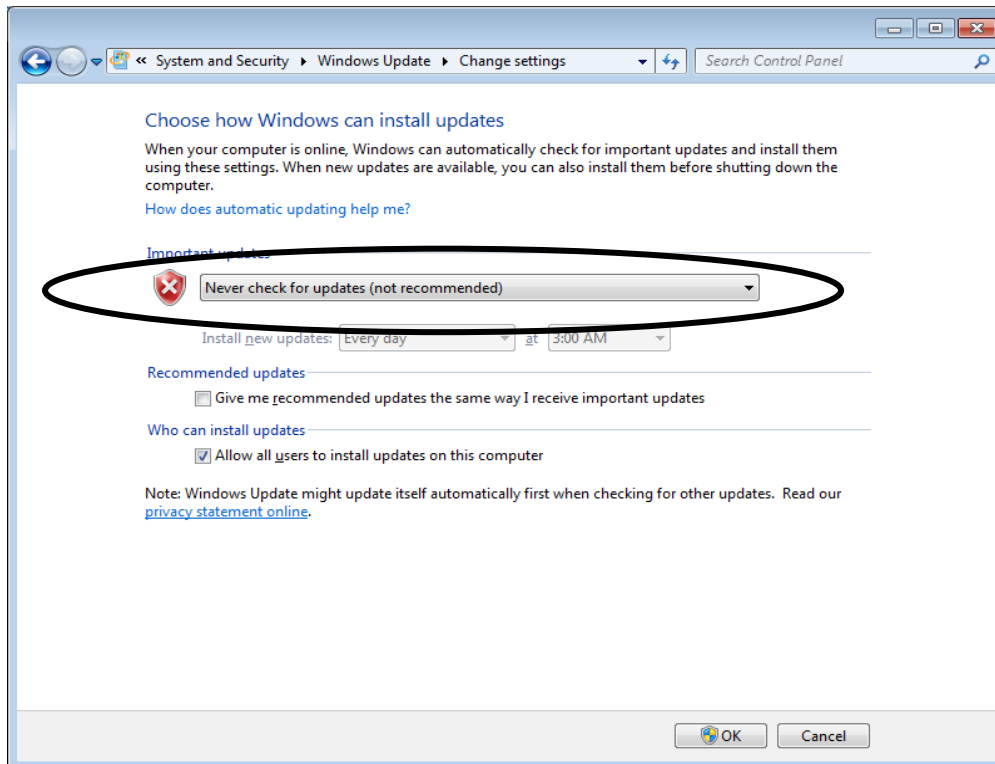 « System and Security ▸ Windows Update ▸ Change settings
Search Control Panel
Choose how Windows can install updates
When your computer is online, Windows can automatically check for important updates and install them
using these settings. When new updates are available, you can also install them before shutting down the
computer.
How does automatic updating help me?
Important updates
Never check for updates (not recommended)
Install new updates: Every day at 3:00 AM
Recommended updates
Give me recommended updates the same way I receive important updates
Who can install updates
Allow all users to install updates on this computer
Note: Windows Update might update itself automatically first when checking for other updates. Read our
privacy statement online.
OK Cancel